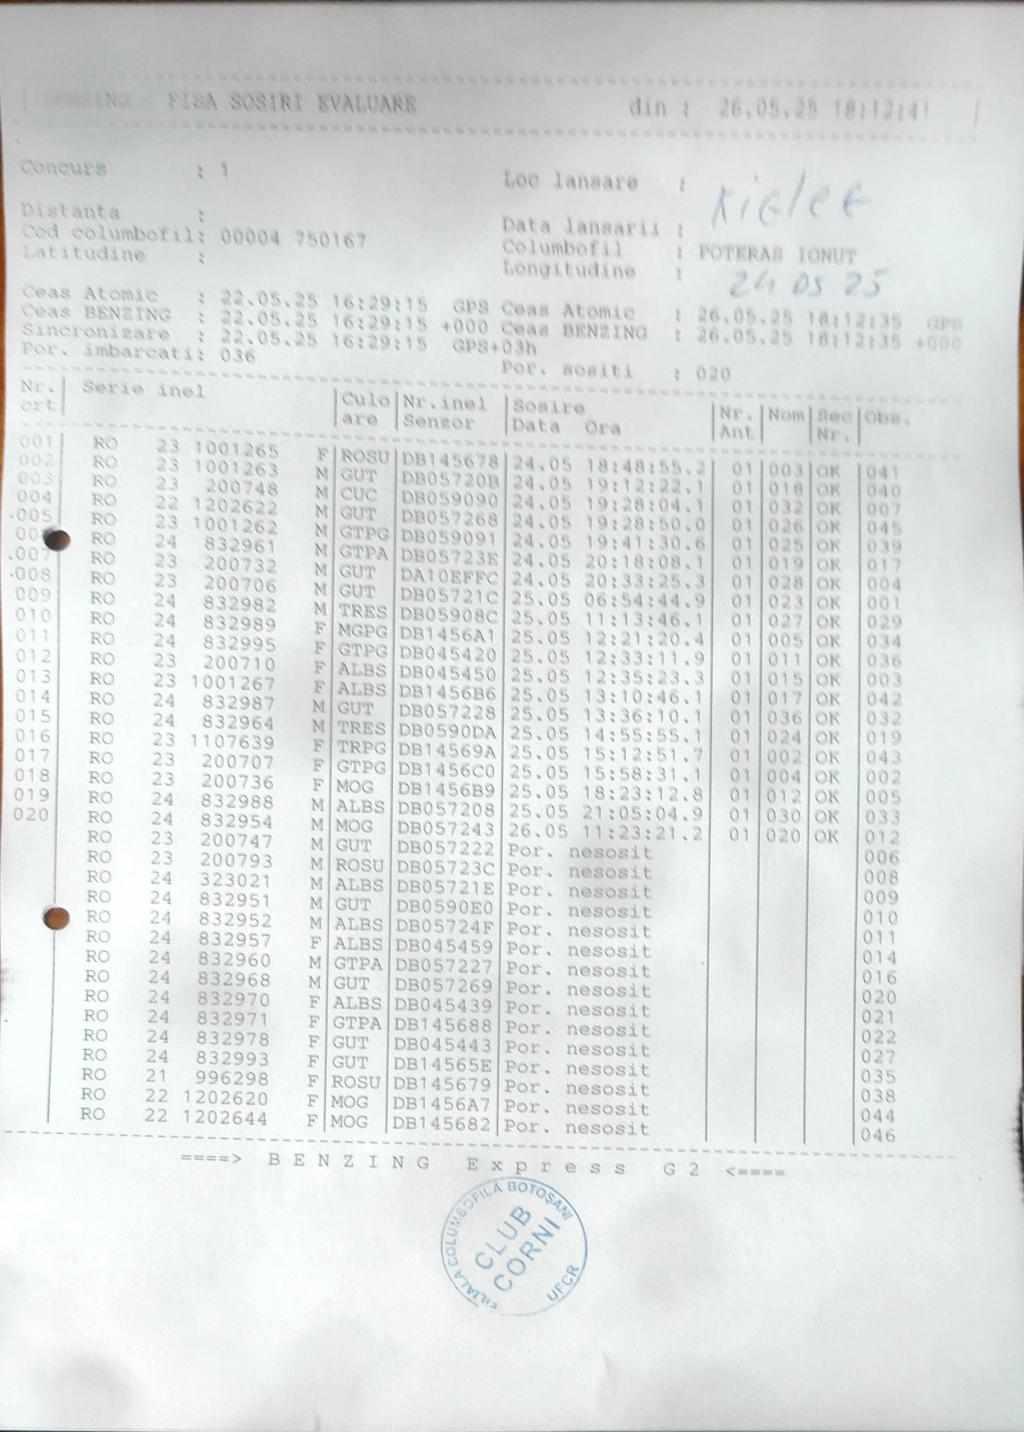 BENZING - FISA SOSIRI EVALUARE din : 26.05.25 18:12:41
Concurs : 1 Loc lansare : Kiglee
Distanta : Data lansarii :
Cod columbofil: 00004 750167 Columbofil : POTERAS IONUT
Latitudine : Longitudine : 24 05.25
Ceas Atomic : 22.05.25 16:29:15 GPS Ceas Atomic : 26.05.25 18:12:35 GPS
Ceas BENZING : 22.05.25 16:29:15 +000 Ceas BENZING : 26.05.25 18:12:35 +000
Sincronizare : 22.05.25 16:29:15 GPS+03h
Por. imbarcati: 036 Por. sositi : 020
Nr. Serie inel Culo Nr.inel Sosire Nr. Nom Sec Obs.
crt are Senzor Data Ora Ant Nr.
001 RO 23 1001265 F ROSU DB145678 24.05 18:48:55.2 01 003 OK 041
002 RO 23 1001263 M GUT DB05720B 24.05 19:12:22.1 01 018 OK 040
003 RO 23 200748 M CUC DB059090 24.05 19:28:04.1 01 032 OK 007
004 RO 22 1202622 M GUT DB057268 24.05 19:28:50.0 01 026 OK 045
005 RO 23 1001262 M GTPG DB059091 24.05 19:41:30.6 01 025 OK 039
00 RO 24 832961 M GTPA DB05723E 24.05 20:18:08.1 01 019 OK 017
007 RO 23 200732 M GUT DA10EFFC 24.05 20:33:25.3 01 028 OK 004
008 RO 23 200706 M GUT DB05721C 25.05 06:54:44.9 01 023 OK 001
009 RO 24 832982 M TRES DB05908C 25.05 11:13:46.1 01 027 OK 029
010 RO 24 832989 F MGPG DB1456A1 25.05 12:21:20.4 01 005 OK 034
011 RO 24 832995 F GTPG DB045420 25.05 12:33:11.9 01 011 OK 036
012 RO 23 200710 F ALBS DB045450 25.05 12:35:23.3 01 015 OK 003
013 RO 23 1001267 F ALBS DB1456B6 25.05 13:10:46.1 01 017 OK 042
014 RO 24 832987 M GUT DB057228 25.05 13:36:10.1 01 036 OK 032
015 RO 24 832964 M TRES DB0590DA 25.05 14:55:55.1 01 024 OK 019
016 RO 23 1107639 F TRPG DB14569A 25.05 15:12:51.7 01 002 OK 043
017 RO 23 200707 F GTPG DB1456C0 25.05 15:58:31.1 01 004 OK 002
018 RO 23 200736 F MOG DB1456B9 25.05 18:23:12.8 01 012 OK 005
019 RO 24 832988 M ALBS DB057208 25.05 21:05:04.9 01 030 OK 033
020 RO 24 832954 M MOG DB057243 26.05 11:23:21.2 01 020 OK 012
RO 23 200747 M GUT DB057222 Por. nesosit 006
RO 23 200793 M ROSU DB05723C Por. nesosit 008
RO 24 323021 M ALBS DB05721E Por. nesosit 009
RO 24 832951 M GUT DB0590E0 Por. nesosit 010
RO 24 832952 M ALBS DB05724F Por. nesosit 011
RO 24 832957 F ALBS DB045459 Por. nesosit 014
RO 24 832960 M GTPA DB057227 Por. nesosit 016
RO 24 832968 M GUT DB057269 Por. nesosit 020
RO 24 832970 F ALBS DB045439 Por. nesosit 021
RO 24 832971 F GTPA DB145688 Por. nesosit 022
RO 24 832978 F GUT DB045443 Por. nesosit 027
RO 24 832993 F GUT DB14565E Por. nesosit 035
RO 21 996298 F ROSU DB145679 Por. nesosit 038
RO 22 1202620 F MOG DB1456A7 Por. nesosit 044
RO 22 1202644 F MOG DB145682 Por. nesosit 046
====> B E N Z I N G E x p r e s s G 2 <====
FILIALA COLUMBOFILĂ BOTOȘANI
CLUB
CORNI
UFCR